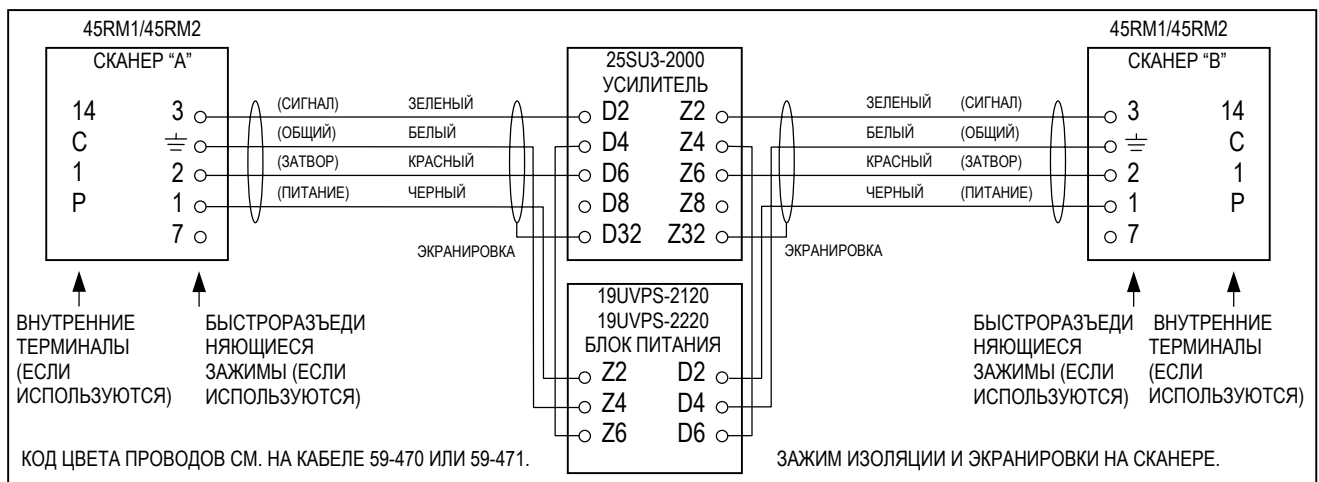 45RM1/45RM2
СКАНЕР “А”
14 3
C ⏚
1 2
P 1
7
(СИГНАЛ) ЗЕЛЕНЫЙ
(ОБЩИЙ) БЕЛЫЙ
(ЗАТВОР) КРАСНЫЙ
(ПИТАНИЕ) ЧЕРНЫЙ
ЭКРАНИРОВКА
ВНУТРЕННИЕ
ТЕРМИНАЛЫ
(ЕСЛИ
ИСПОЛЬЗУЮТСЯ)
БЫСТРОРАЗЪЕДИ
НЯЮЩИЕСЯ
ЗАЖИМЫ (ЕСЛИ
ИСПОЛЬЗУЮТСЯ)
25SU3-2000
УСИЛИТЕЛЬ
D2 Z2
D4 Z4
D6 Z6
D8 Z8
D32 Z32
19UVPS-2120
19UVPS-2220
БЛОК ПИТАНИЯ
Z2 D2
Z4 D4
Z6 D6
45RM1/45RM2
СКАНЕР “В”
3 14
⏚ C
2 1
1 P
7
ЗЕЛЕНЫЙ (СИГНАЛ)
БЕЛЫЙ (ОБЩИЙ)
КРАСНЫЙ (ЗАТВОР)
ЧЕРНЫЙ (ПИТАНИЕ)
ЭКРАНИРОВКА
БЫСТРОРАЗЪЕДИ
НЯЮЩИЕСЯ
ЗАЖИМЫ (ЕСЛИ
ИСПОЛЬЗУЮТСЯ)
ВНУТРЕННИЕ
ТЕРМИНАЛЫ
(ЕСЛИ
ИСПОЛЬЗУЮТСЯ)
КОД ЦВЕТА ПРОВОДОВ СМ. НА КАБЕЛЕ 59-470 ИЛИ 59-471.
ЗАЖИМ ИЗОЛЯЦИИ И ЭКРАНИРОВКИ НА СКАНЕРЕ.